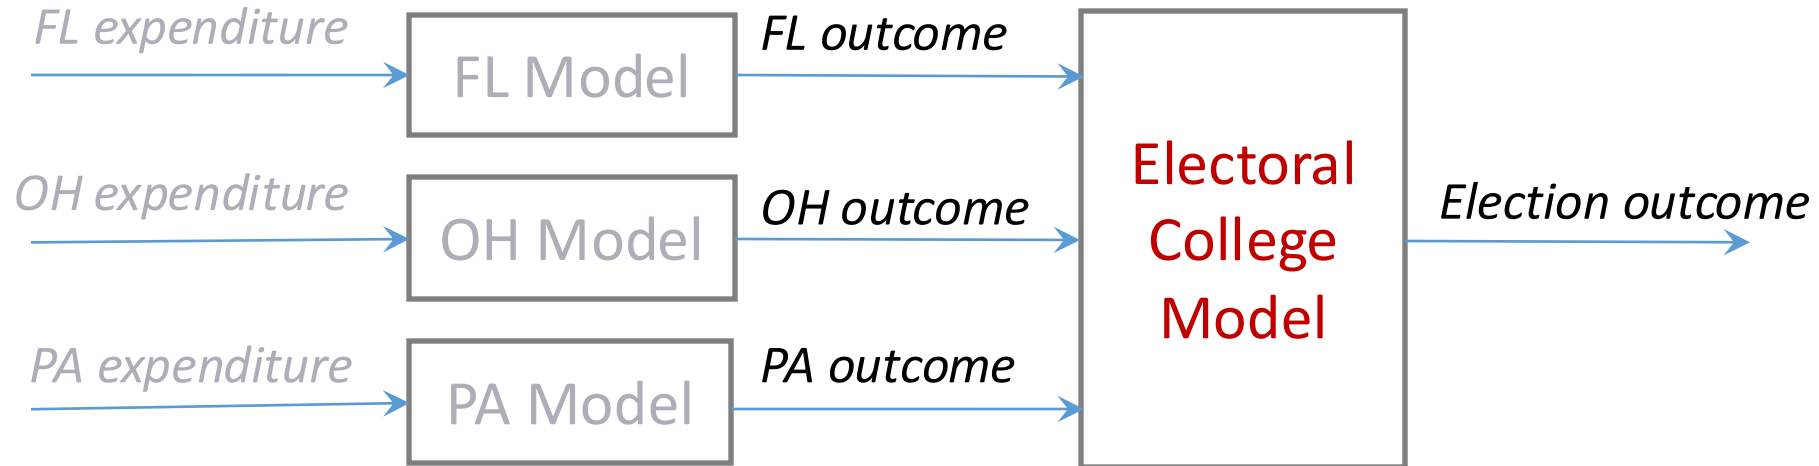 FL expenditure
FL Model
FL outcome
OH expenditure
OH Model
OH outcome
PA expenditure
PA Model
PA outcome
Electoral
College
Model
Election outcome